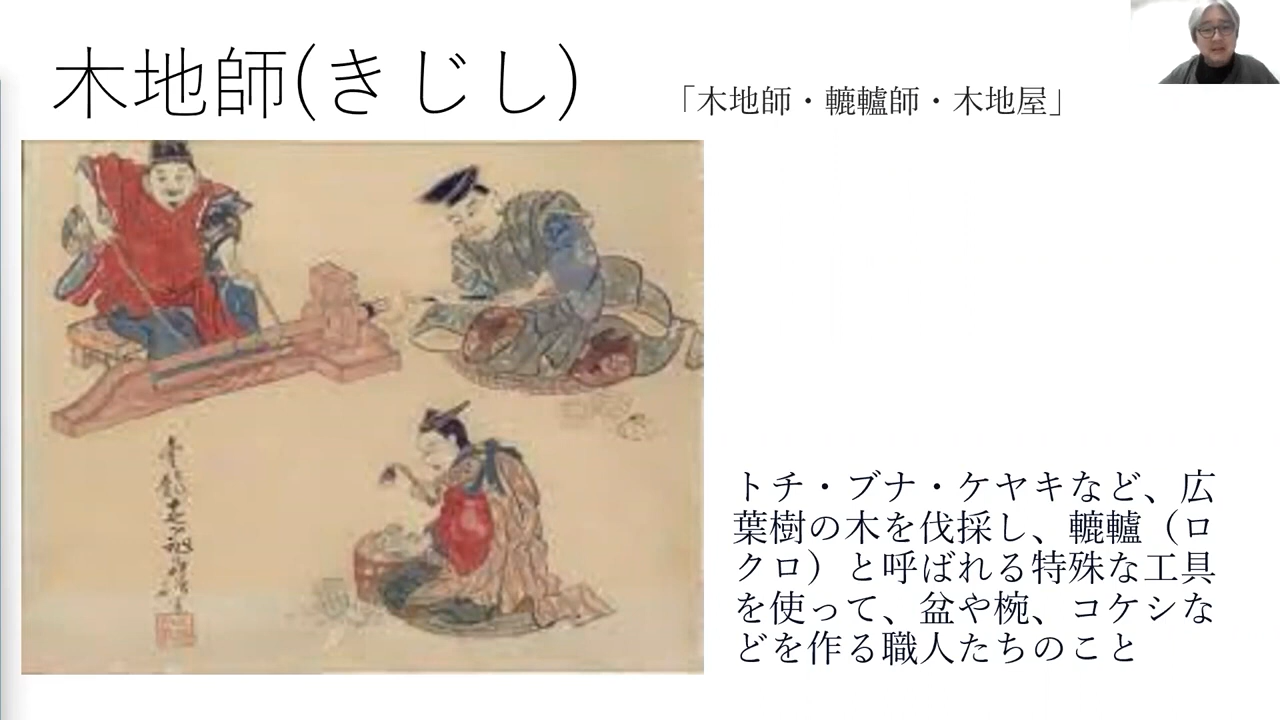 木地師(きじし)
「木地師・轆轤師・木地屋」
トチ・ブナ・ケヤキなど、広
葉樹の木を伐採し、轆轤（ロ
クロ）と呼ばれる特殊な工具
を使って、盆や椀、コケシな
どを作る職人たちのこと